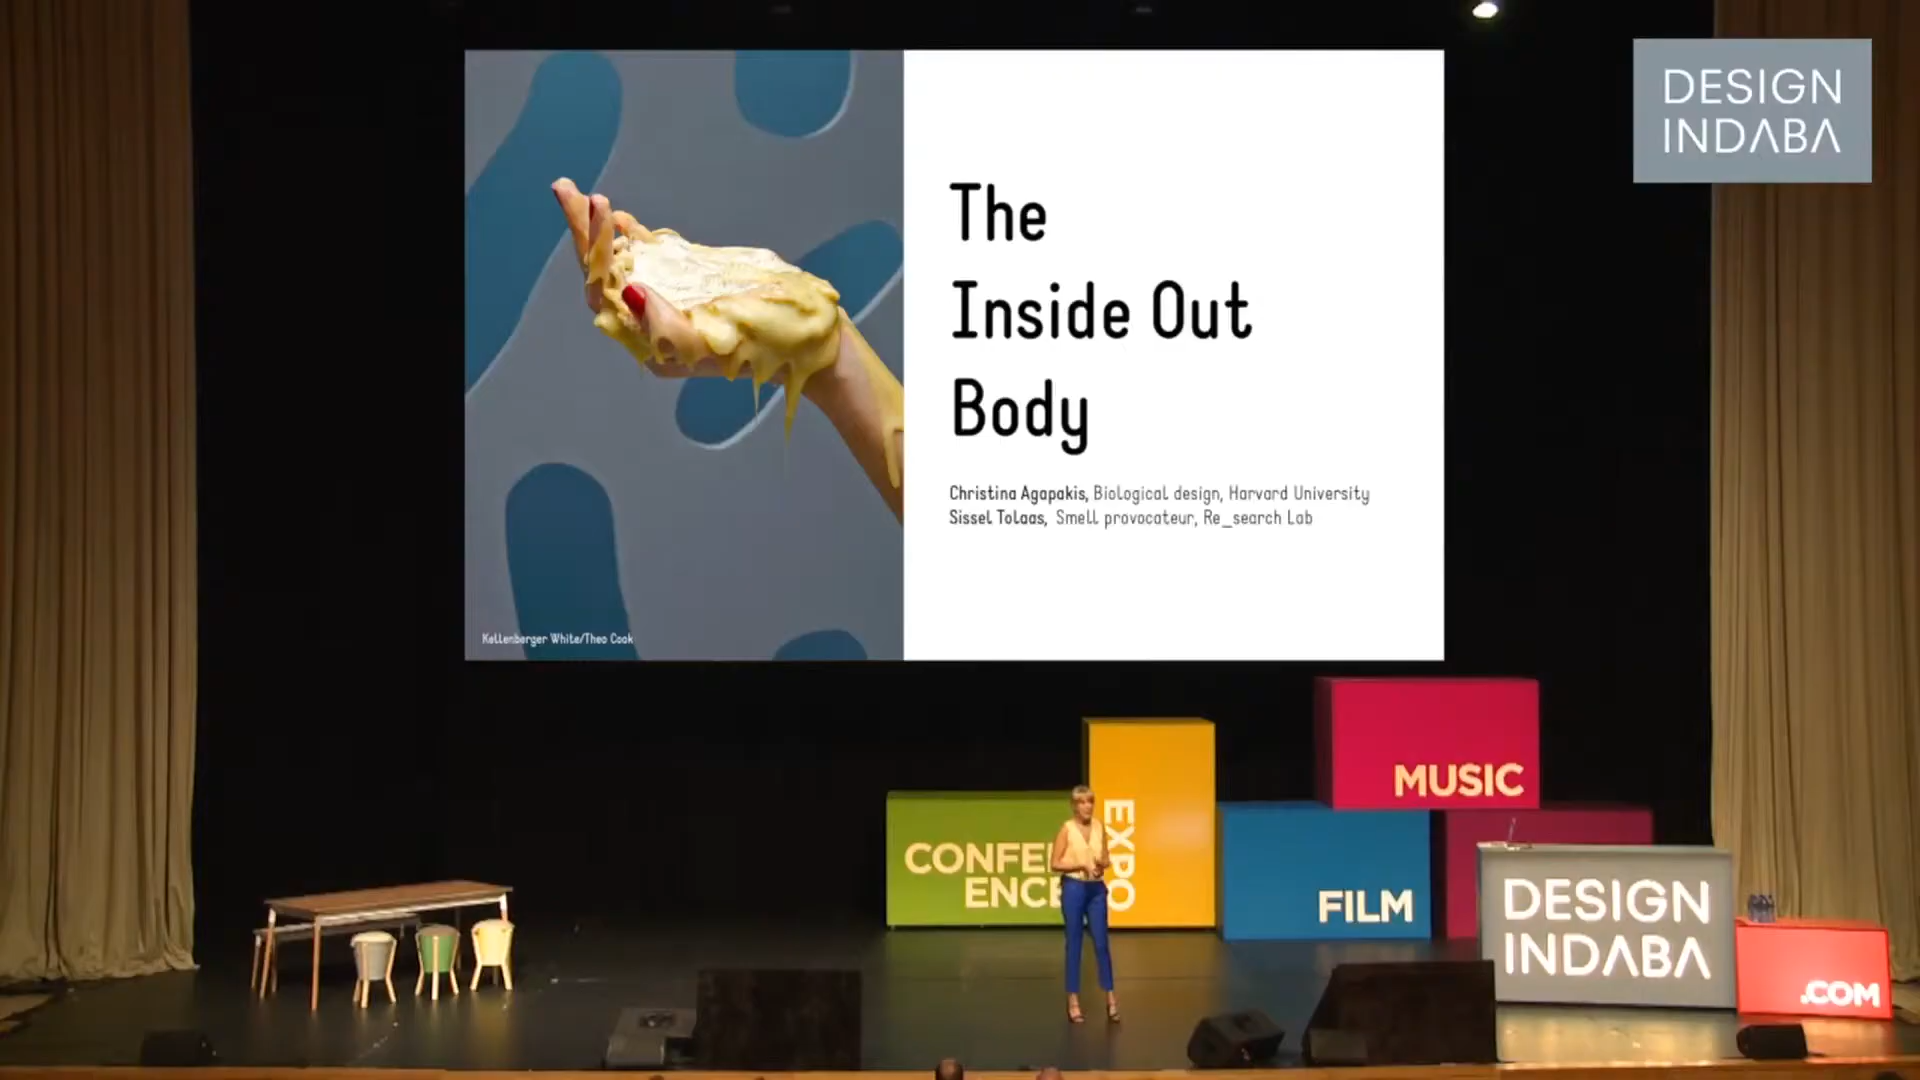 DESIGN
INDABA
The
Inside Out
Body
Christina Agapakis, Biological design, Harvard University
Sissel Tolaas, Smell provocateur, Re_search Lab
Kellenberger White/Theo Cook
MUSIC
EXPO
CONFE
ENCE
FILM
DESIGN
INDABA
.COM